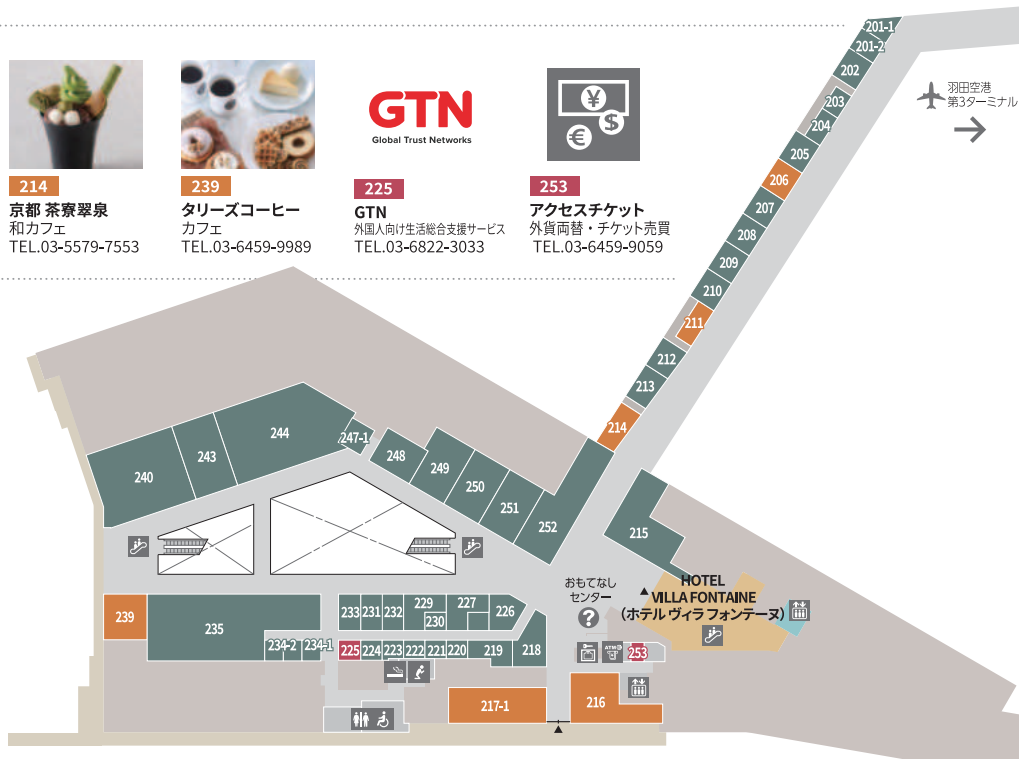 GTN
Global Trust Networks
214
京都 茶寮翠泉
和カフェ
TEL.03-5579-7553
239
タリーズコーヒー
カフェ
TEL.03-6459-9989
225
GTN
外国人向け生活総合支援サービス
TEL.03-6822-3033
253
アクセスチケット
外貨両替・チケット売買
TEL.03-6459-9059
羽田空港
第3ターミナル
201-1
201-2
202
203
204
205
206
207
208
209
210
211
212
213
214
240
243
244
247-1
248
249
250
251
252
215
おもてなし
センター
?
HOTEL
VILLA FONTAINE
(ホテル ヴィラ フォンテーヌ)
239
235
234-2
234-1
233
231
232
229
230
227
226
225
224
223
222
221
220
219
218
ATM
253
217-1
216